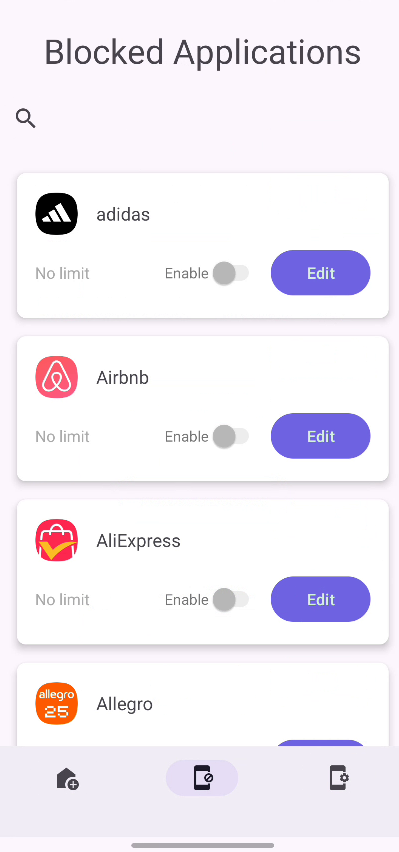 Blocked Applications
adidas
No limit Enable Edit
Airbnb
No limit Enable Edit
AliExpress
No limit Enable Edit
allegro
25
Allegro